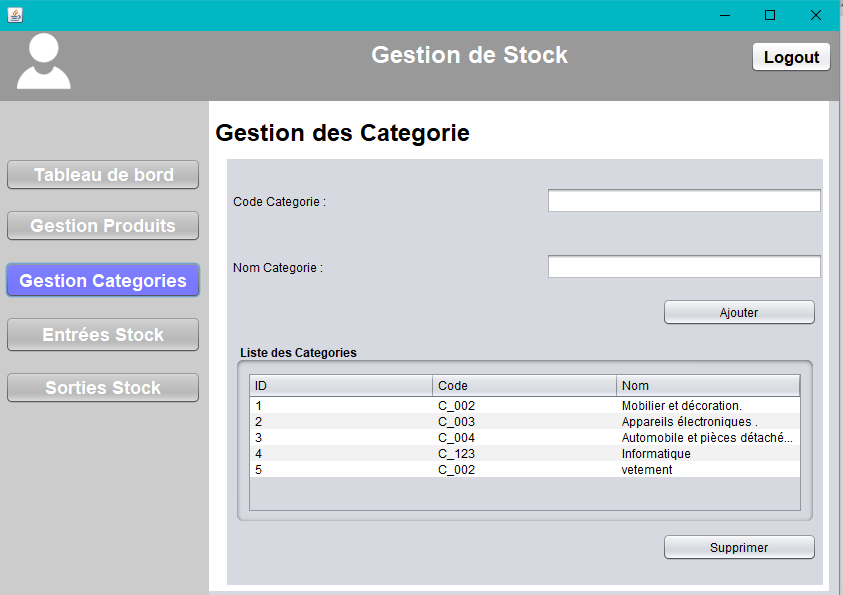 Gestion de Stock
Logout
Tableau de bord
Gestion Produits
Gestion Categories
Entrées Stock
Sorties Stock
Gestion des Categorie
Code Categorie :
Nom Categorie :
Ajouter
Liste des Categories
ID Code Nom
1 C_002 Mobilier et décoration.
2 C_003 Appareils électroniques .
3 C_004 Automobile et pièces détaché...
4 C_123 Informatique
5 C_002 vetement
Supprimer